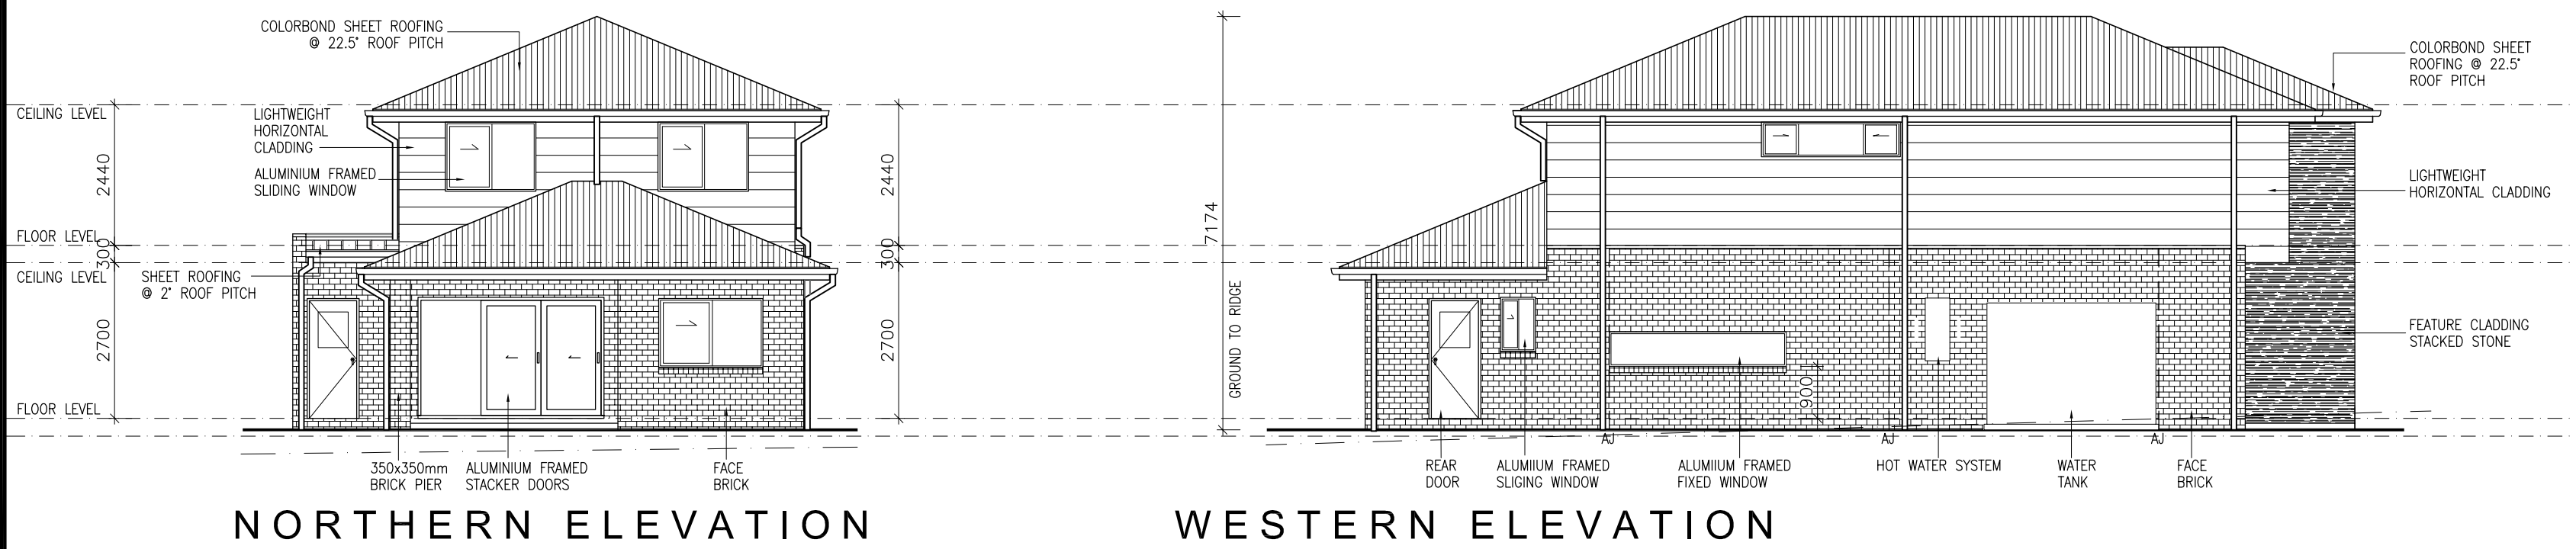 COLORBOND SHEET ROOFING
@ 22.5° ROOF PITCH
CEILING LEVEL
LIGHTWEIGHT
HORIZONTAL
CLADDING
2440
2440
ALUMINIUM FRAMED
SLIDING WINDOW
FLOOR LEVEL
300
300
CEILING LEVEL
SHEET ROOFING
@ 2° ROOF PITCH
2700
2700
FLOOR LEVEL
350x350mm
BRICK PIER
ALUMINIUM FRAMED
STACKER DOORS
FACE
BRICK
NORTHERN ELEVATION
7174
GROUND TO RIDGE
COLORBOND SHEET
ROOFING @ 22.5°
ROOF PITCH
LIGHTWEIGHT
HORIZONTAL CLADDING
FEATURE CLADDING
STACKED STONE
900
AJ
AJ
AJ
REAR
DOOR
ALUMIIUM FRAMED
SLIGING WINDOW
ALUMIIUM FRAMED
FIXED WINDOW
HOT WATER SYSTEM
WATER
TANK
FACE
BRICK
WESTERN ELEVATION